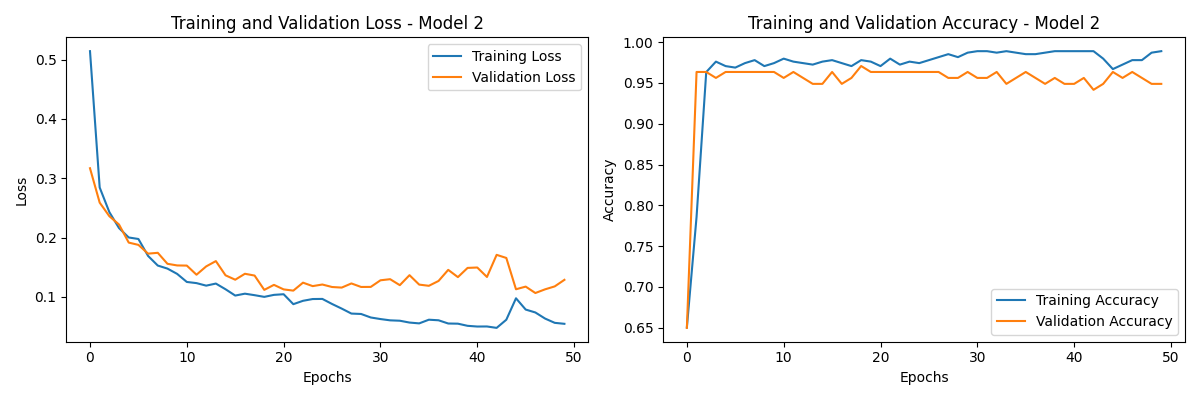 Training and Validation Loss - Model 2
Training Loss
Validation Loss
0.5
0.4
0.3
0.2
0.1
Loss
0 10 20 30 40 50
Epochs
Training and Validation Accuracy - Model 2
1.00
0.95
0.90
0.85
0.80
0.75
0.70
0.65
Accuracy
Training Accuracy
Validation Accuracy
0 10 20 30 40 50
Epochs